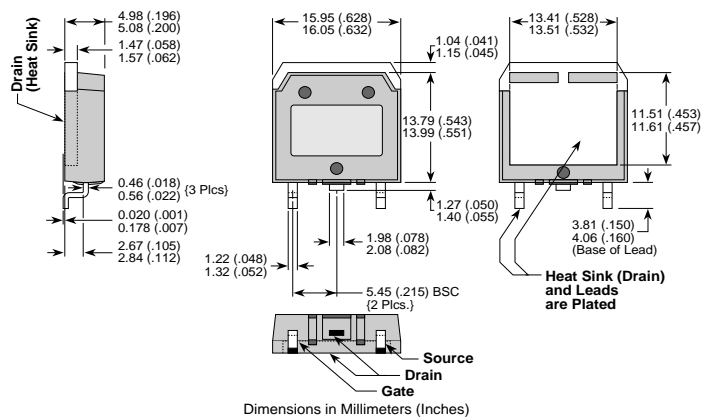 4.98 (.196)
5.08 (.200)
1.47 (.058)
1.57 (.062)
Drain
(Heat Sink)
0.46 (.018)
0.56 (.022)
{3 Plcs}
0.020 (.001)
0.178 (.007)
2.67 (.105)
2.84 (.112)
15.95 (.628)
16.05 (.632)
1.04 (.041)
1.15 (.045)
13.79 (.543)
13.99 (.551)
1.27 (.050)
1.40 (.055)
1.98 (.078)
2.08 (.082)
1.22 (.048)
1.32 (.052)
5.45 (.215) BSC
{2 Plcs.}
13.41 (.528)
13.51 (.532)
11.51 (.453)
11.61 (.457)
3.81 (.150)
4.06 (.160)
(Base of Lead)
Heat Sink (Drain)
and Leads
are Plated
Source
Drain
Gate
Dimensions in Millimeters (Inches)